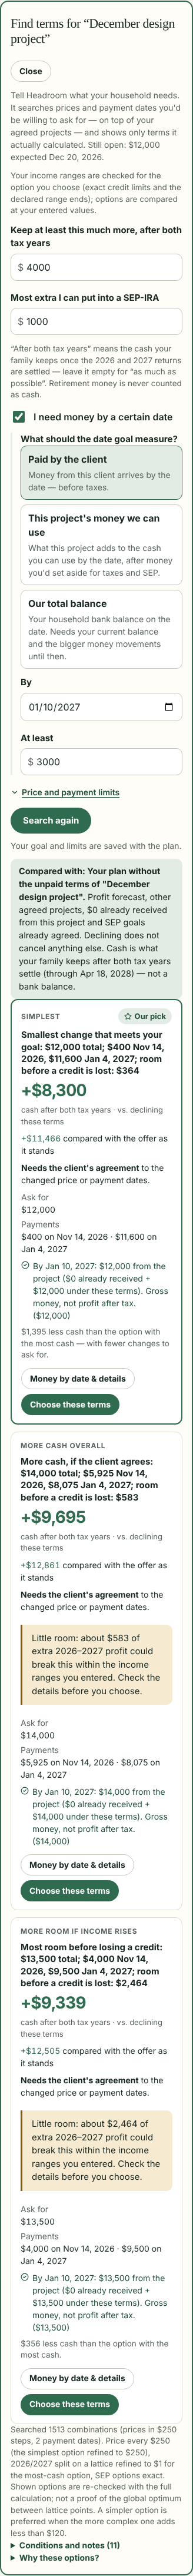 Find terms for “December design
project”
Close
Tell Headroom what your household needs.
It searches prices and payment dates you'd
be willing to ask for — on top of your
agreed projects — and shows only terms it
actually calculated. Still open: $12,000
expected Dec 20, 2026.
Your income ranges are checked for the
option you choose (exact credit limits and the
declared range ends); options are compared
at your entered values.
Keep at least this much more, after both
tax years
$ 4000
Most extra I can put into a SEP-IRA
$ 1000
“After both tax years” means the cash your
family keeps once the 2026 and 2027 returns
are settled — leave it empty for “as much as
possible”. Retirement money is never counted
as cash.
I need money by a certain date
What should the date goal measure?
Paid by the client
Money from this client arrives by the
date — before taxes.
This project's money we can
use
What this project adds to the cash
you can use by the date, after money
you'd set aside for taxes and SEP.
Our total balance
Your household bank balance on the
date. Needs your current balance
and the bigger money movements
until then.
By
01/10/2027
At least
$ 3000
Price and payment limits
Search again
Your goal and limits are saved with the plan.
Compared with: Your plan without
the unpaid terms of "December
design project". Profit forecast, other
agreed projects, $0 already received
from this project and SEP goals
already agreed. Declining does not
cancel anything else. Cash is what
your family keeps after both tax years
settle (through Apr 18, 2028) — not a
bank balance.
SIMPLEST
Our pick
Smallest change that meets your
goal: $12,000 total; $400 Nov 14,
2026, $11,600 Jan 4, 2027; room
before a credit is lost: $364
+$8,300
cash after both tax years · vs. declining
these terms
+$11,466 compared with the offer as
it stands
Needs the client's agreement to the
changed price or payment dates.
Ask for
$12,000
Payments
$400 on Nov 14, 2026 · $11,600 on
Jan 4, 2027
By Jan 10, 2027: $12,000 from the
project ($0 already received +
$12,000 under these terms). Gross
money, not profit after tax.
($12,000)
$1,395 less cash than the option with
the most cash — with fewer changes to
ask for.
Money by date & details
Choose these terms
MORE CASH OVERALL
More cash, if the client agrees:
$14,000 total; $5,925 Nov 14,
2026, $8,075 Jan 4, 2027; room
before a credit is lost: $583
+$9,695
cash after both tax years · vs. declining
these terms
+$12,861 compared with the offer as
it stands
Needs the client's agreement to the
changed price or payment dates.
Little room: about $583 of
extra 2026–2027 profit could
break this within the income
ranges you entered. Check the
details before you choose.
Ask for
$14,000
Payments
$5,925 on Nov 14, 2026 · $8,075 on
Jan 4, 2027
By Jan 10, 2027: $14,000 from the
project ($0 already received +
$14,000 under these terms). Gross
money, not profit after tax.
($14,000)
Money by date & details
Choose these terms
MORE ROOM IF INCOME RISES
Most room before losing a credit:
$13,500 total; $4,000 Nov 14,
2026, $9,500 Jan 4, 2027; room
before a credit is lost: $2,464
+$9,339
cash after both tax years · vs. declining
these terms
+$12,505 compared with the offer as
it stands
Needs the client's agreement to the
changed price or payment dates.
Little room: about $2,464 of
extra 2026–2027 profit could
break this within the income
ranges you entered. Check the
details before you choose.
Ask for
$13,500
Payments
$4,000 on Nov 14, 2026 · $9,500 on
Jan 4, 2027
By Jan 10, 2027: $13,500 from the
project ($0 already received +
$13,500 under these terms). Gross
money, not profit after tax.
($13,500)
$356 less cash than the option with the
most cash.
Money by date & details
Choose these terms
Searched 1513 combinations (prices in $250
steps, 2 payment dates). Price every $250
(the simplest option refined to $250),
2026/2027 split on a lattice refined to $1 for
the most-cash option, SEP options exact.
Shown options are re-checked with the full
calculation; not a proof of the global optimum
between lattice points. A simpler option is
preferred when the more complex one adds
less than $120.
Conditions and notes (11)
Why these options?